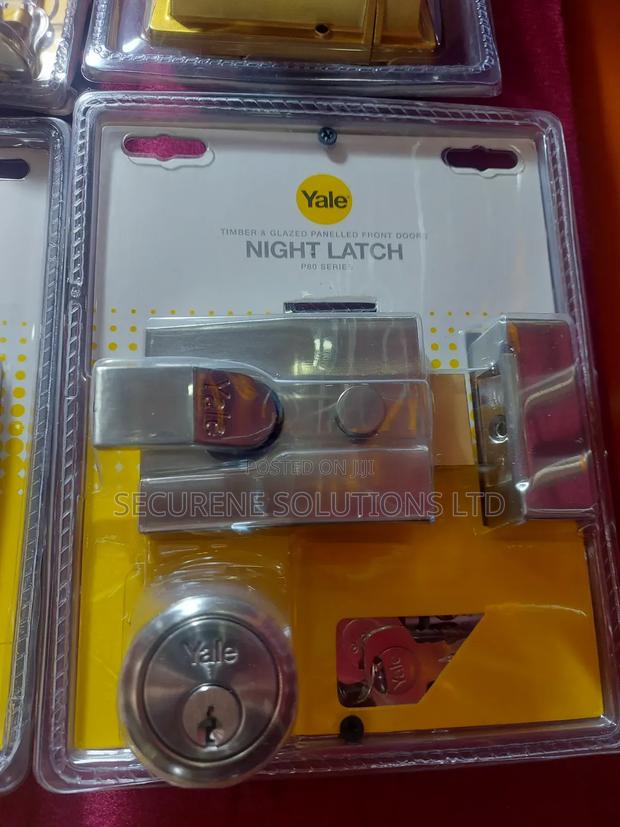 Yale
TIMBER & GLAZED PANELLED FRONT DOORS
NIGHT LATCH
P80 SERIES
Yale
POSTED ON JIJI
SECURENE SOLUTIONS LTD
Yale
Yale